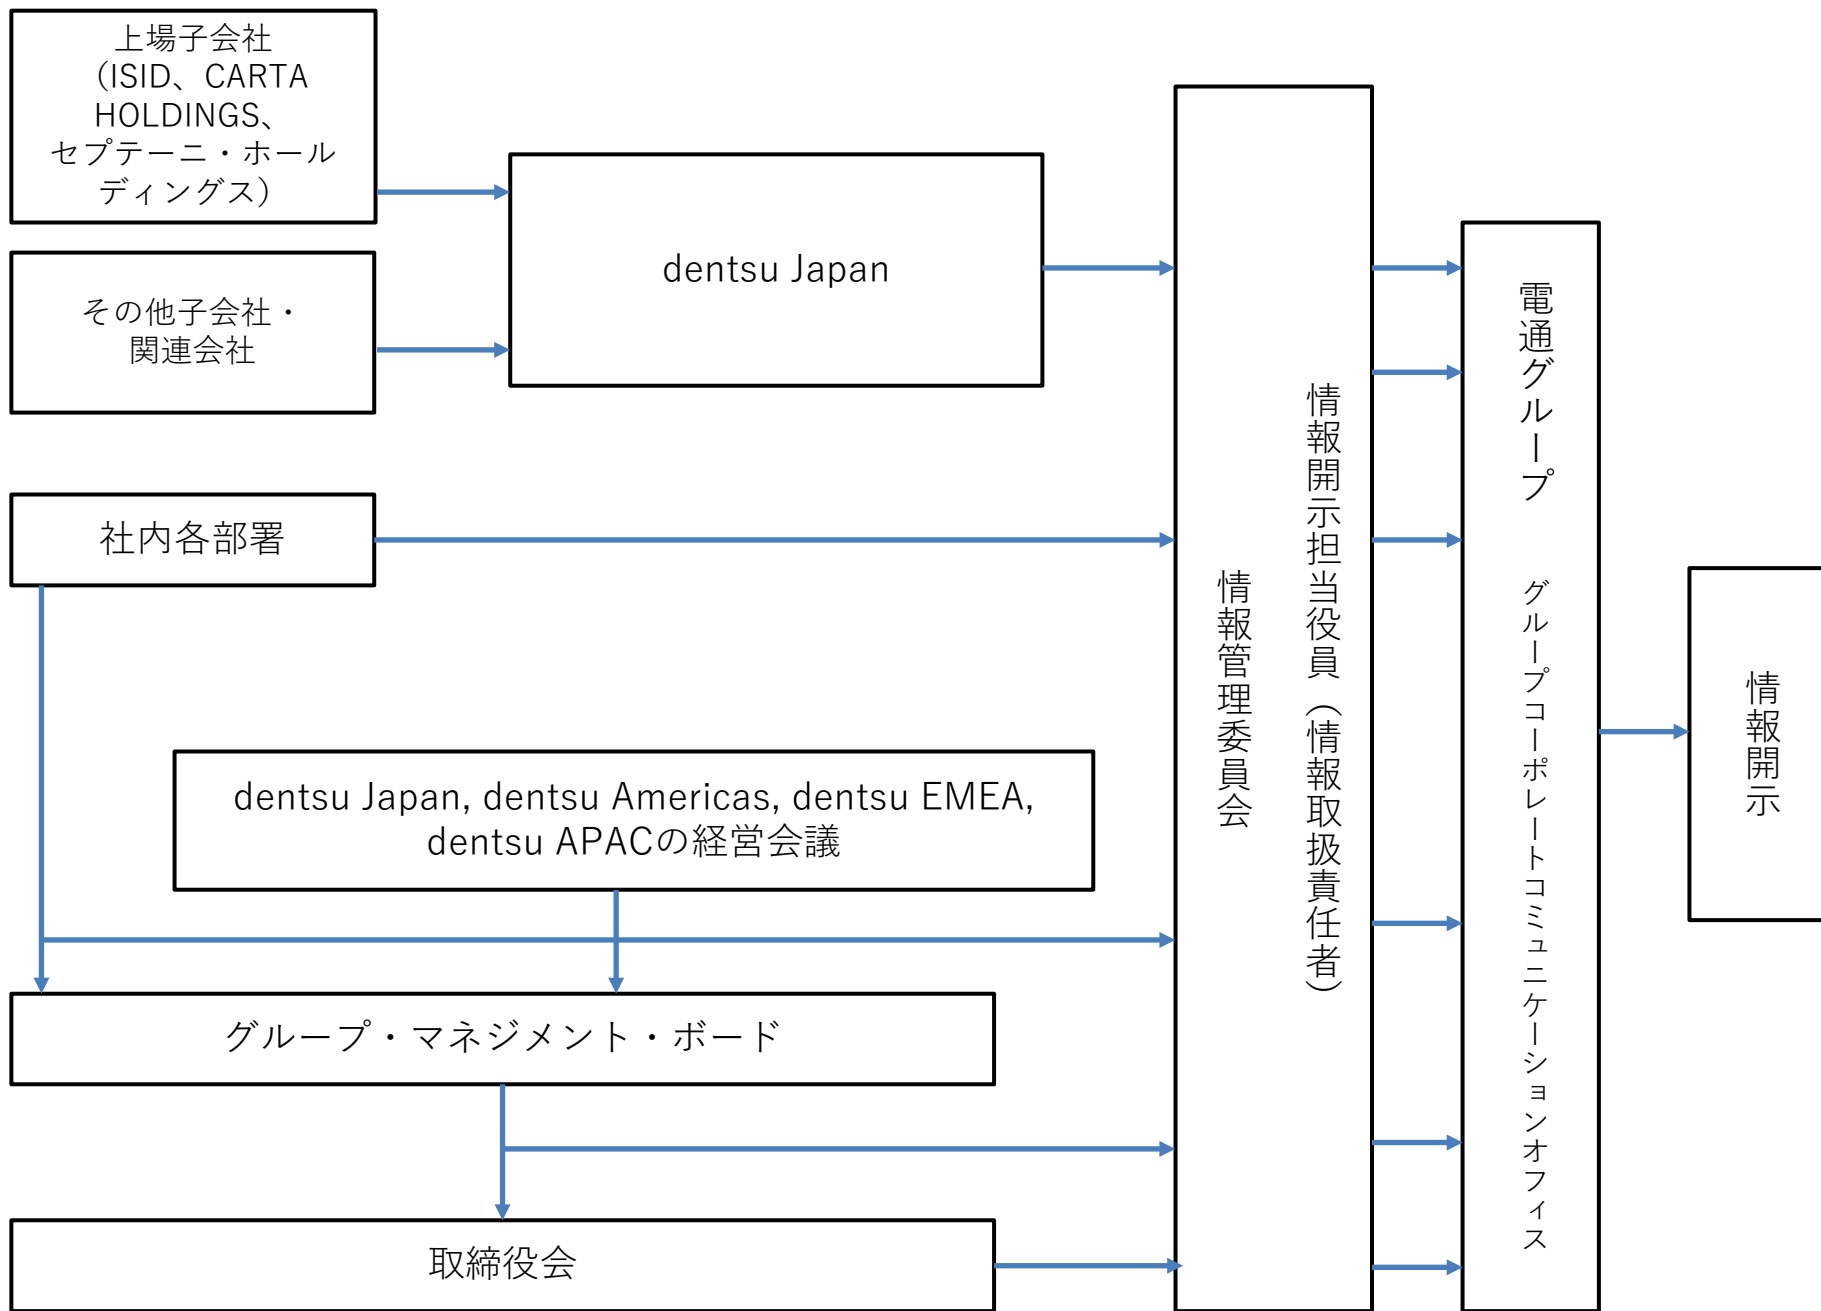 上場子会社
（ISID、CARTA
HOLDINGS、
セプテーニ・ホール
ディングス）
dentsu Japan
その他子会社・
関連会社
社内各部署
dentsu Japan, dentsu Americas, dentsu EMEA,
dentsu APACの経営会議
グループ・マネジメント・ボード
取締役会
情報開示担当役員（情報取扱責任者）
情報管理委員会
電通グループ　グループコーポレートコミュニケーションオフィス
情報開示